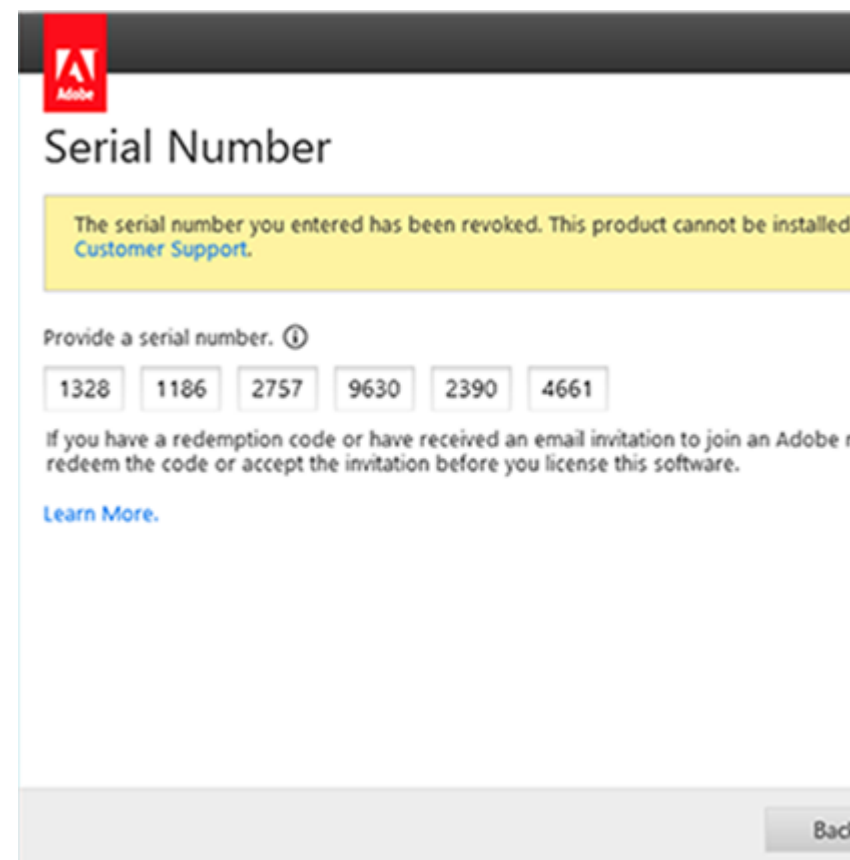 Adobe
Serial Number
The serial number you entered has been revoked. This product cannot be installed
Customer Support.
Provide a serial number.
1328 1186 2757 9630 2390 4661
If you have a redemption code or have received an email invitation to join an Adobe
redeem the code or accept the invitation before you license this software.
Learn More.